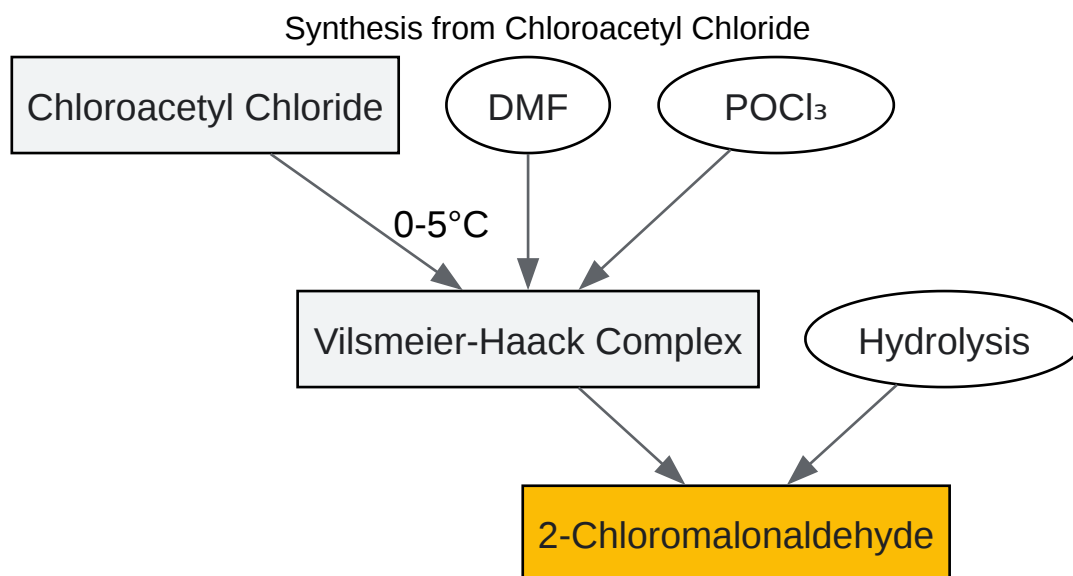 Synthesis from Chloroacetyl Chloride
Chloroacetyl Chloride
DMF
POCl₃
0-5°C
Vilsmeier-Haack Complex
Hydrolysis
2-Chloromalonaldehyde